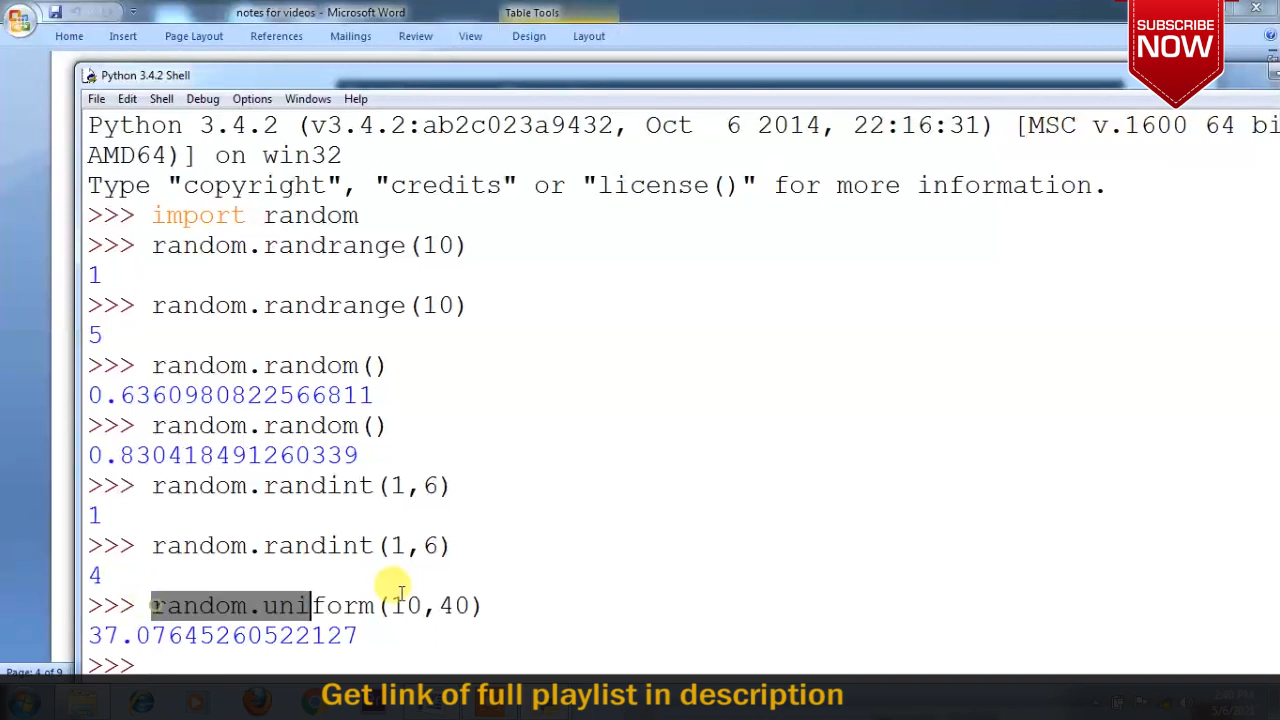 notes for videos - Microsoft Word
Table Tools
SUBSCRIBE
NOW
Home Insert Page Layout References Mailings Review View Design Layout
Python 3.4.2 Shell
File Edit Shell Debug Options Windows Help
Python 3.4.2 (v3.4.2:ab2c023a9432, Oct  6 2014, 22:16:31) [MSC v.1600 64 bi
AMD64)] on win32
Type "copyright", "credits" or "license()" for more information.
>>> import random
>>> random.randrange(10)
1
>>> random.randrange(10)
5
>>> random.random()
0.6360980822566811
>>> random.random()
0.830418491260339
>>> random.randint(1,6)
1
>>> random.randint(1,6)
4
>>> random.uniform(10,40)
37.07645260522127
>>>
Page: 4 of 9
Get link of full playlist in description